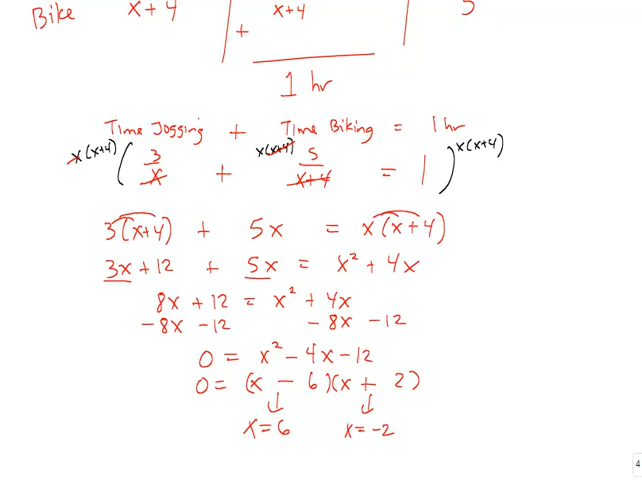 Bike x+4 x+4 5
+
1 hr
Time Jogging + Time Biking = 1 hr
x(x+4) ( 3/x + x(x+4) 5/x+4 = 1 ) x(x+4)
3(x+4) + 5x = x(x+4)
3x +12 + 5x = x² + 4x
8x +12 = x² + 4x
-8x -12 -8x -12
0 = x² - 4x - 12
0 = (x - 6)(x + 2)
x=6 x=-2
4